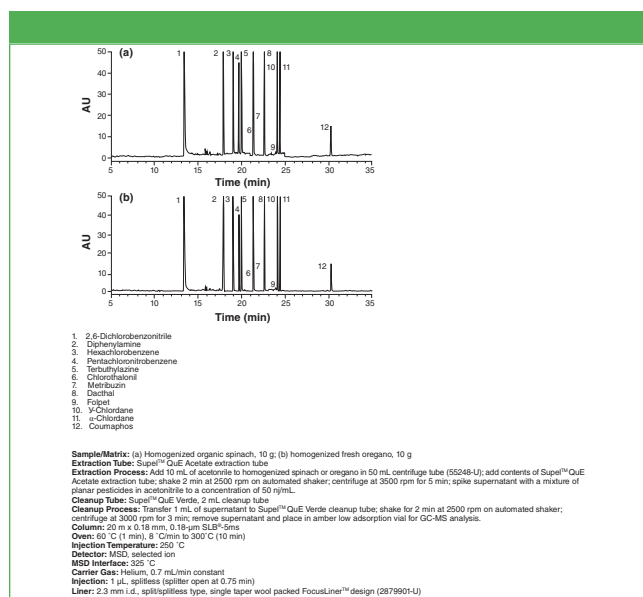 (a)
50
40
30
20
10
0
AU
1 2 3 4 5 6 7 8 9 10 11 12
5 10 15 20 25 30 35
Time (min)
(b)
50
40
30
20
10
0
AU
1 2 3 4 5 6 7 8 9 10 11 12
5 10 15 20 25 30 35
Time (min)
1. 2,6-Dichlorobenzonitrile
2. Diphenylamine
3. Hexachlorobenzene
4. Pentachloronitrobenzene
5. Terbuthylazine
6. Chlorothalonil
7. Metribuzin
8. Dacthal
9. Folpet
10. Y-Chlordane
11. α-Chlordane
12. Coumaphos
Sample/Matrix: (a) Homogenized organic spinach, 10 g; (b) homogenized fresh oregano, 10 g
Extraction Tube: Supel™ QuE Acetate extraction tube
Extraction Process: Add 10 mL of acetonrile to homogenized spinach or oregano in 50 mL centrifuge tube (55248-U); add contents of Supel™ QuE
Acetate extraction tube; shake 2 min at 2500 rpm on automated shaker; centrifuge at 3500 rpm for 5 min; spike supernatant with a mixture of
planar pesticides in acetonitrile to a concentration of 50 nj/mL.
Cleanup Tube: Supel™ QuE Verde, 2 mL cleanup tube
Cleanup Process: Transfer 1 mL of supernatant to Supel™ QuE Verde cleanup tube; shake for 2 min at 2500 rpm on automated shaker;
centrifuge at 3000 rpm for 3 min; remove supernatant and place in amber low adsorption vial for GC-MS analysis.
Column: 20 m x 0.18 mm, 0.18-μm SLB®-5ms
Oven: 60 ˚C (1 min), 8 ˚C/min to 300˚C (10 min)
Injection Temperature: 250 ˚C
Detector: MSD, selected ion
MSD Interface: 325 ˚C
Carrier Gas: Helium, 0.7 mL/min constant
Injection: 1 μL, splitless (splitter open at 0.75 min)
Liner: 2.3 mm i.d., split/splitless type, single taper wool packed FocusLiner™ design (2879901-U)